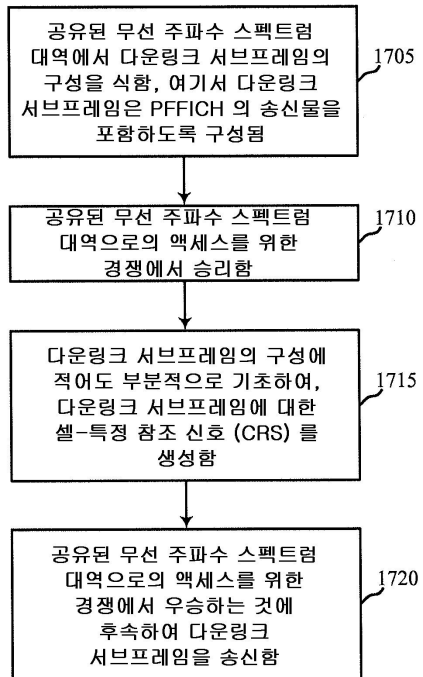 공유된 무선 주파수 스펙트럼
대역에서 다운링크 서브프레임의
구성을 식별함, 여기서 다운링크
서브프레임은 PFFICH 의 송신물을
포함하도록 구성됨
1705
공유된 무선 주파수 스펙트럼
대역으로의 액세스를 위한
경쟁에서 승리함
1710
다운링크 서브프레임의 구성에
적어도 부분적으로 기초하여,
다운링크 서브프레임에 대한
셀-특정 참조 신호 (CRS) 를
생성함
1715
공유된 무선 주파수 스펙트럼
대역으로의 액세스를 위한
경쟁에서 우승하는 것에
후속하여 다운링크
서브프레임을 송신함
1720